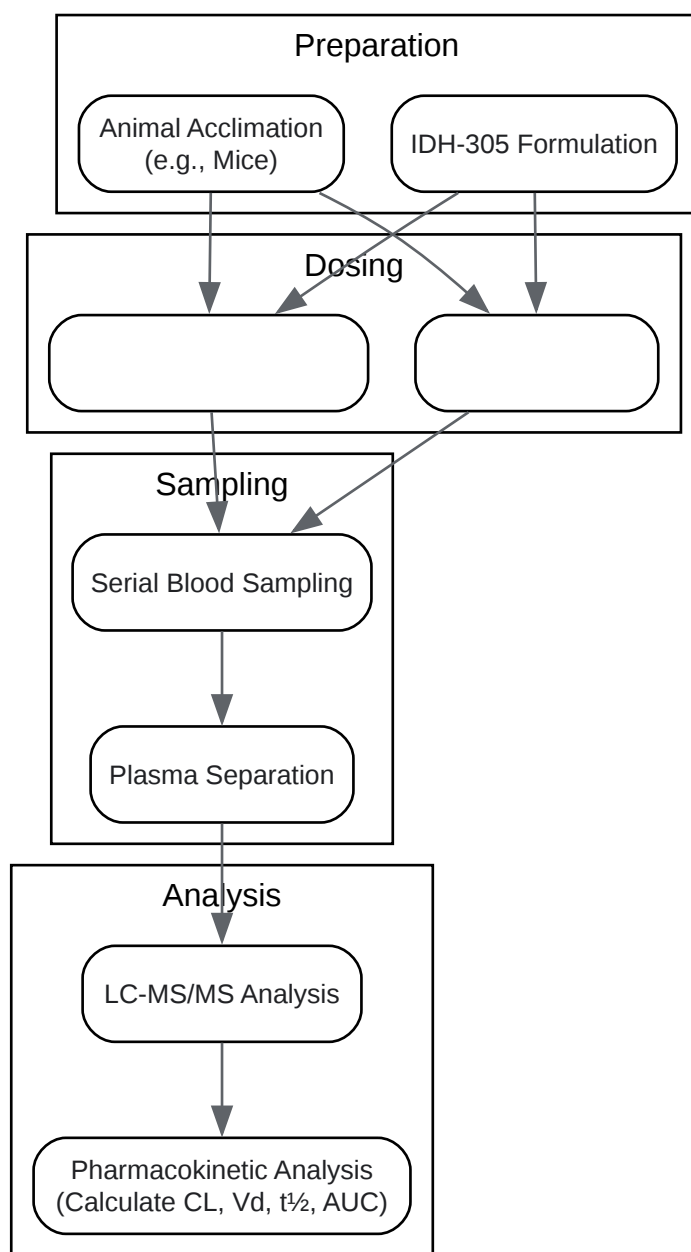 Preparation
Animal Acclimation
(e.g., Mice)
IDH-305 Formulation
Dosing
Sampling
Serial Blood Sampling
Plasma Separation
Analysis
LC-MS/MS Analysis
Pharmacokinetic Analysis
(Calculate CL, Vd, t½, AUC)